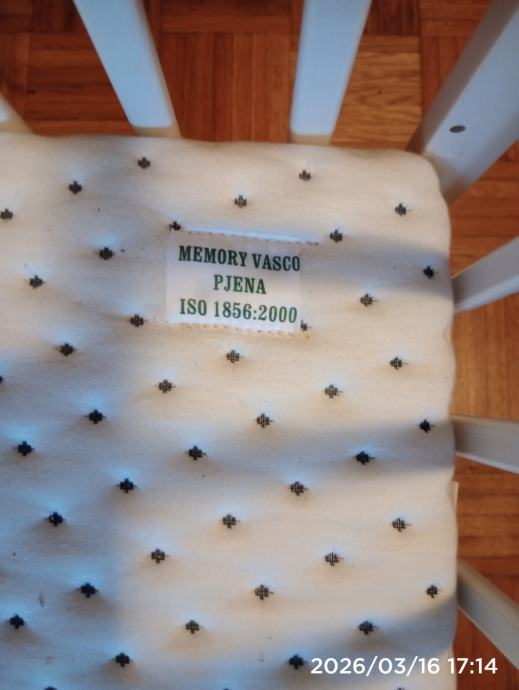 MEMORY VASCO
PJENA
ISO 1856:2000
2026/03/16 17:14